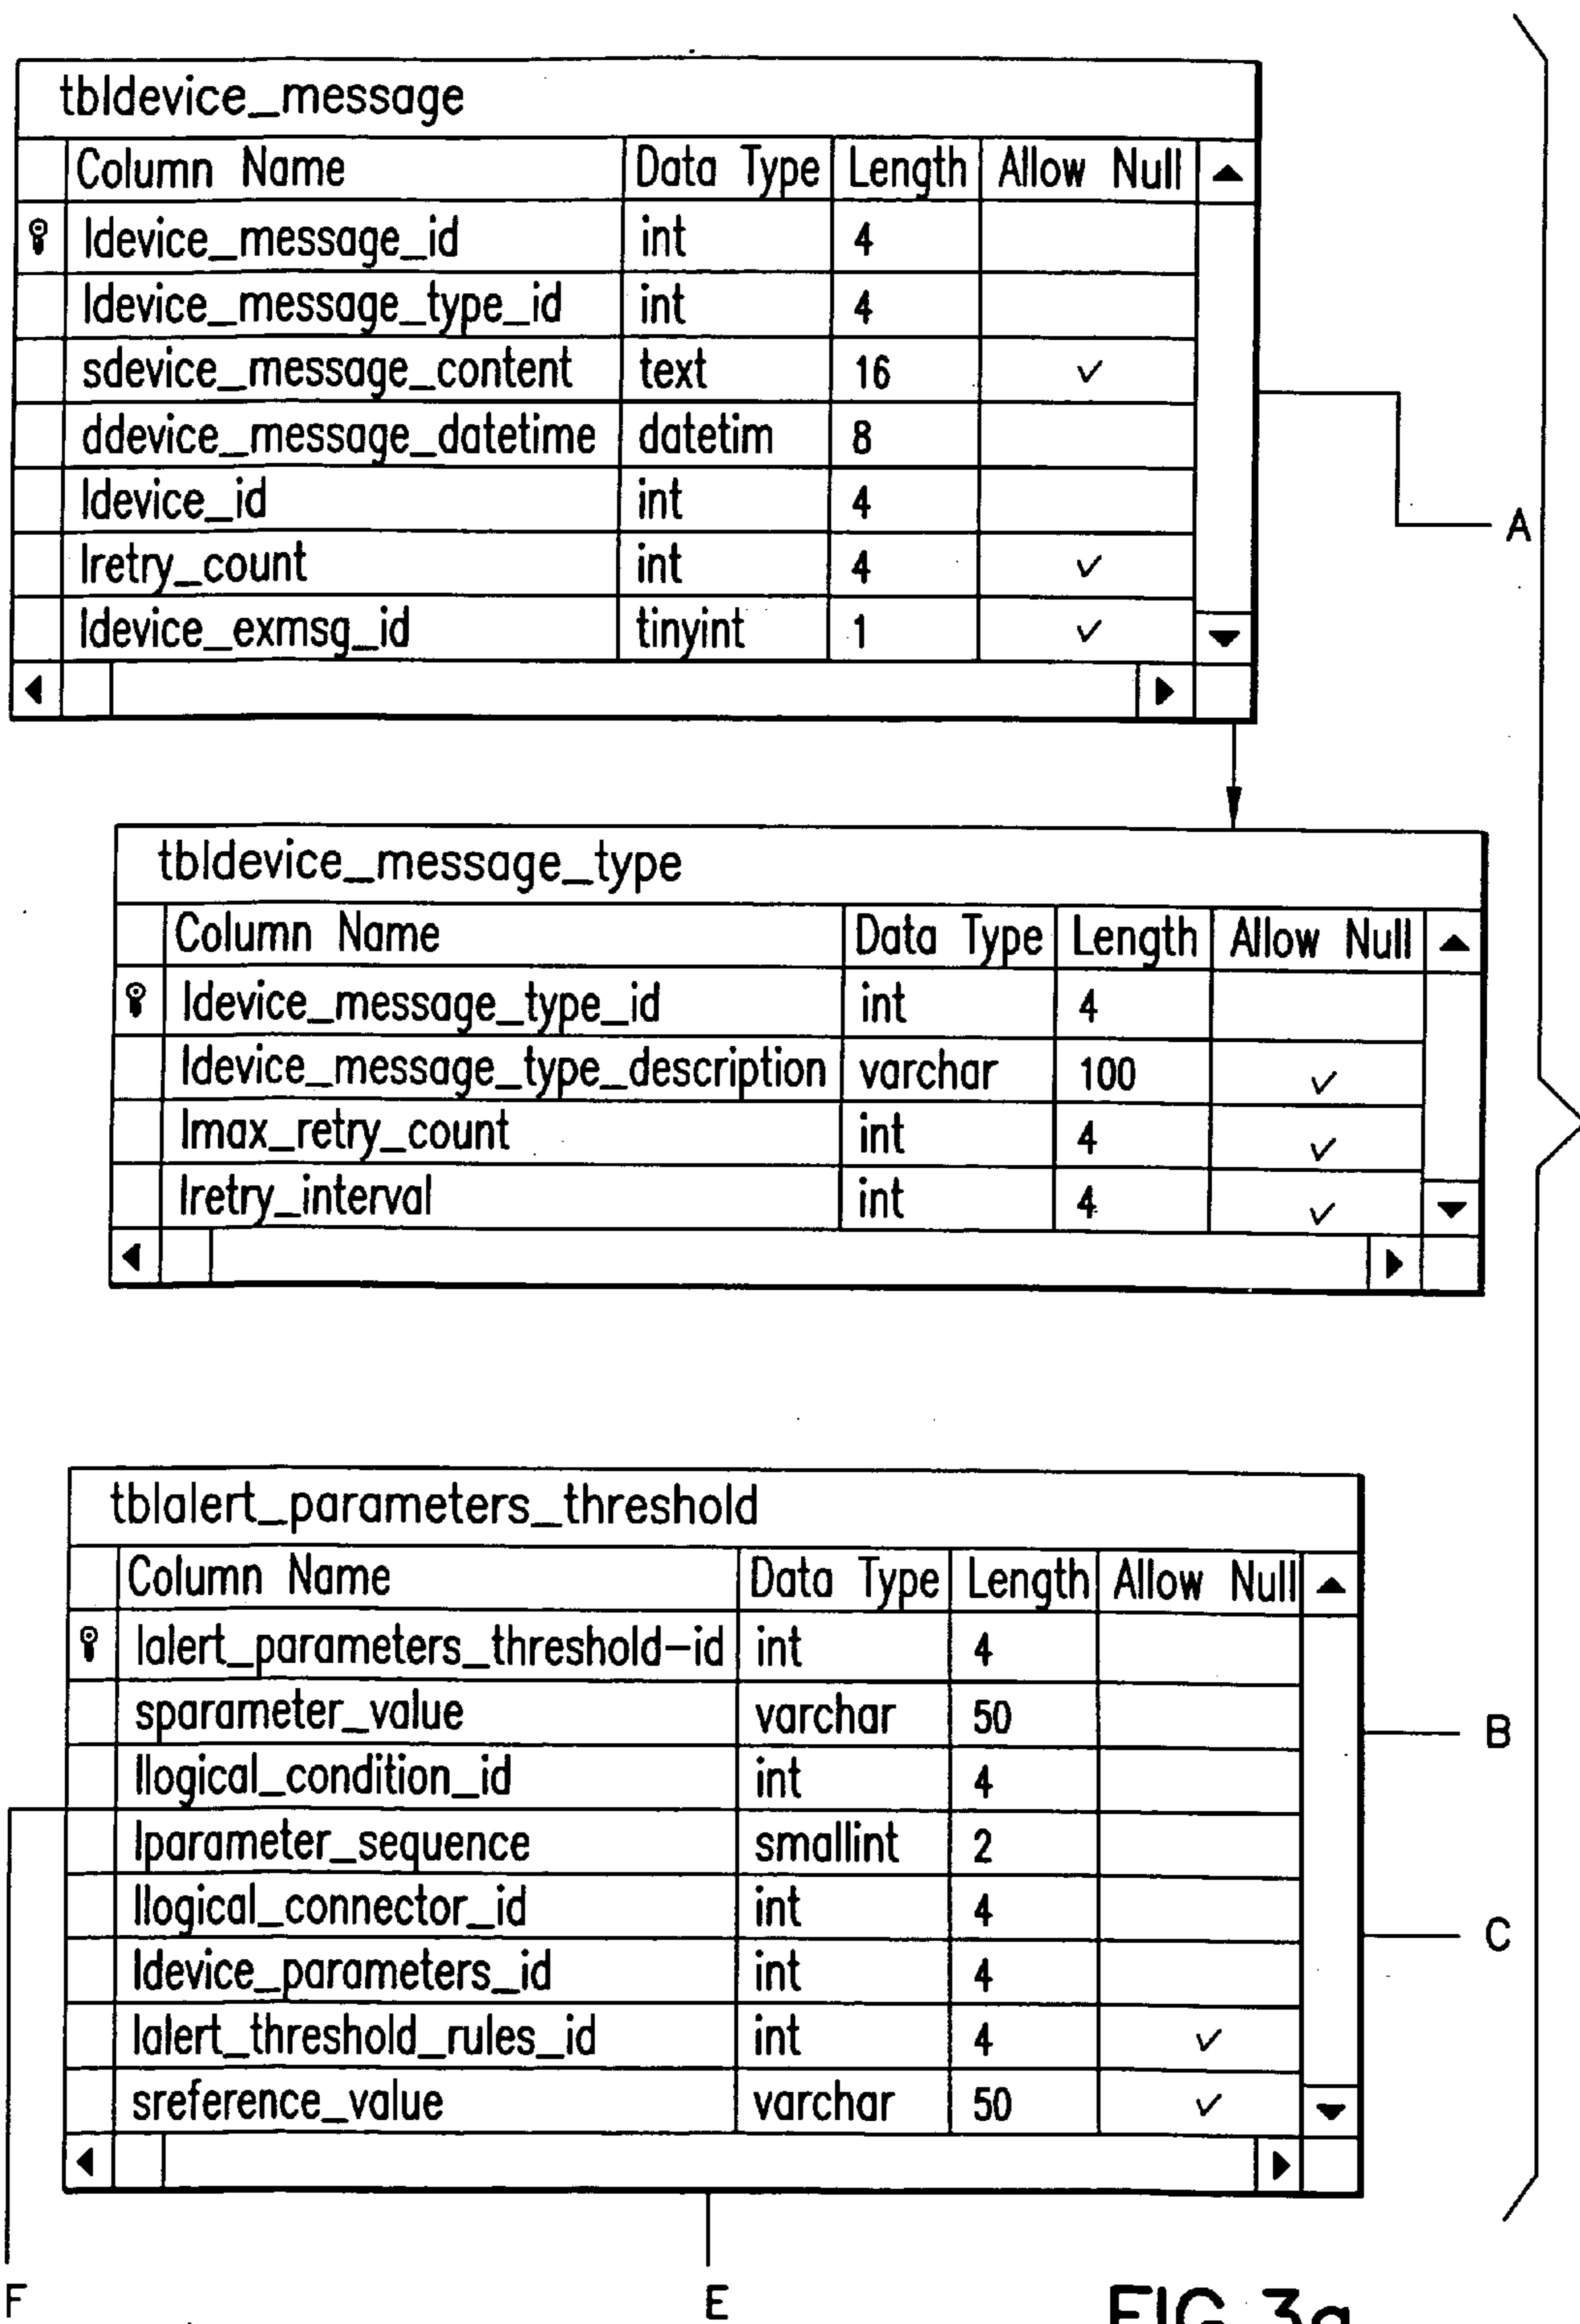 tbldevice_message
Column Name Data Type Length Allow Null
ldevice_message_id int 4
ldevice_message_type_id int 4
sdevice_message_content text 16 ✓
ddevice_message_datetime datetim 8
ldevice_id int 4
A
lretry_count int 4 ✓
ldevice_exmsg_id tinyint 1 ✓
tbldevice_message_type
Column Name Data Type Length Allow Null
ldevice_message_type_id int 4
ldevice_message_type_description varchar 100 ✓
lmax_retry_count int 4 ✓
lretry_interval int 4 ✓
tblalert_parameters_threshold
Column Name Data Type Length Allow Null
lalert_parameters_threshold-id int 4
sparameter_value varchar 50
B
llogical_condition_id int 4
lparameter_sequence smallint 2
llogical_connector_id int 4
C
ldevice_parameters_id int 4
lalert_threshold_rules_id int 4 ✓
sreference_value varchar 50 ✓
F E
FIG. 3a